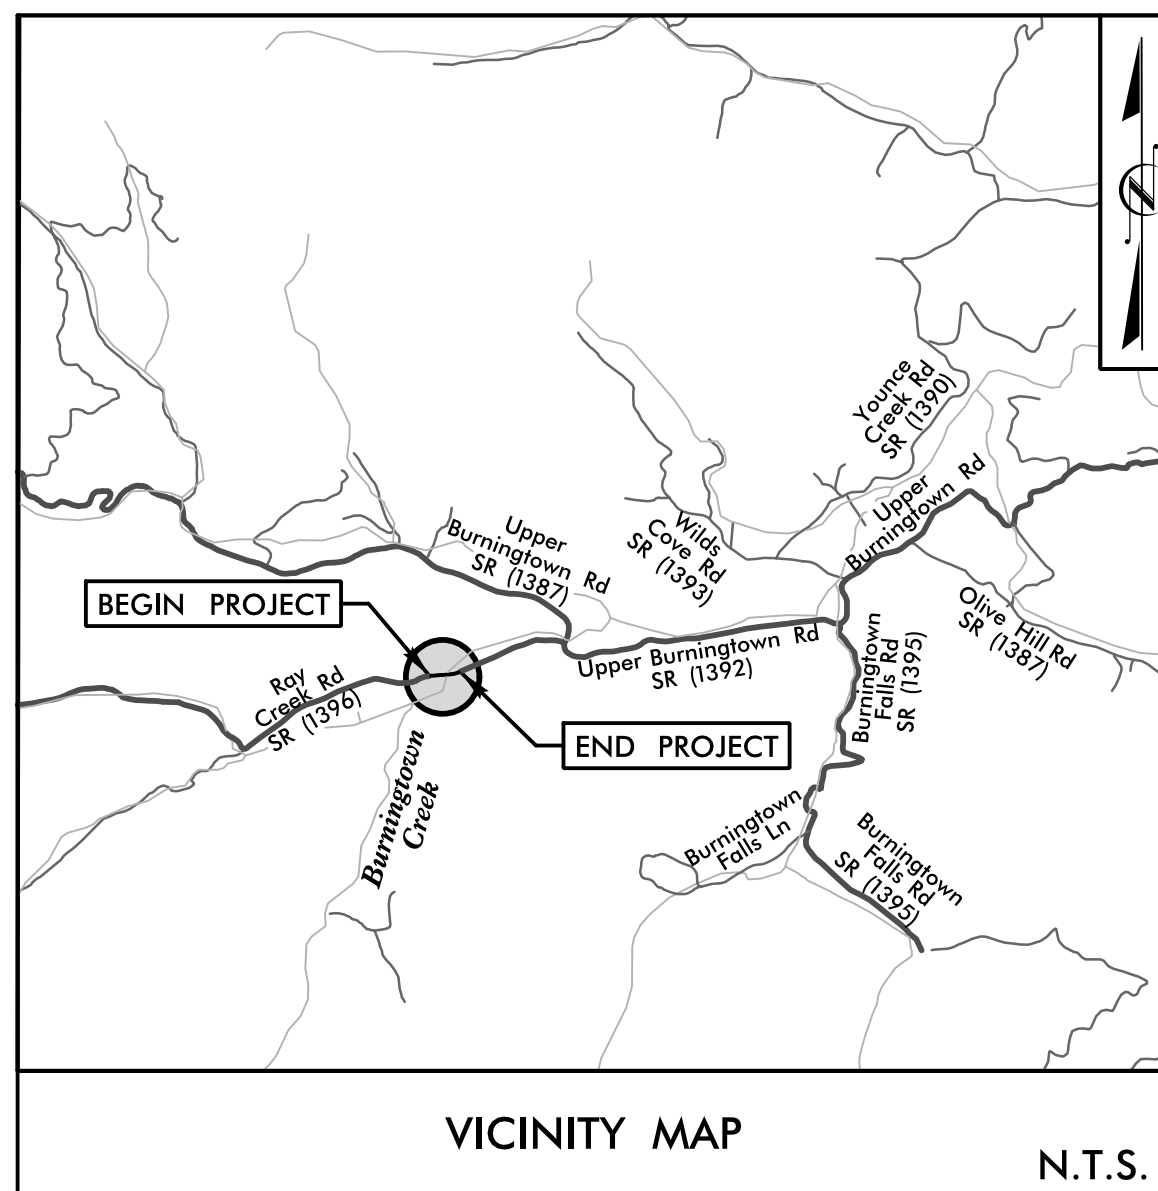 Younce
Creek Rd
SR (1390)
Upper
Burningtown Rd
Wilds
Cove Rd
SR (1393)
Upper
Burningtown Rd
SR (1387)
BEGIN PROJECT
Olive Hill Rd
SR (1387)
Upper Burningtown Rd
SR (1392)
Burningtown
Falls Rd
SR (1395)
Ray
Creek Rd
SR (1396)
END PROJECT
Burningtown
Creek
Burningtown
Falls Ln
Burningtown
Falls Rd
SR (1395)
VICINITY MAP
N.T.S.